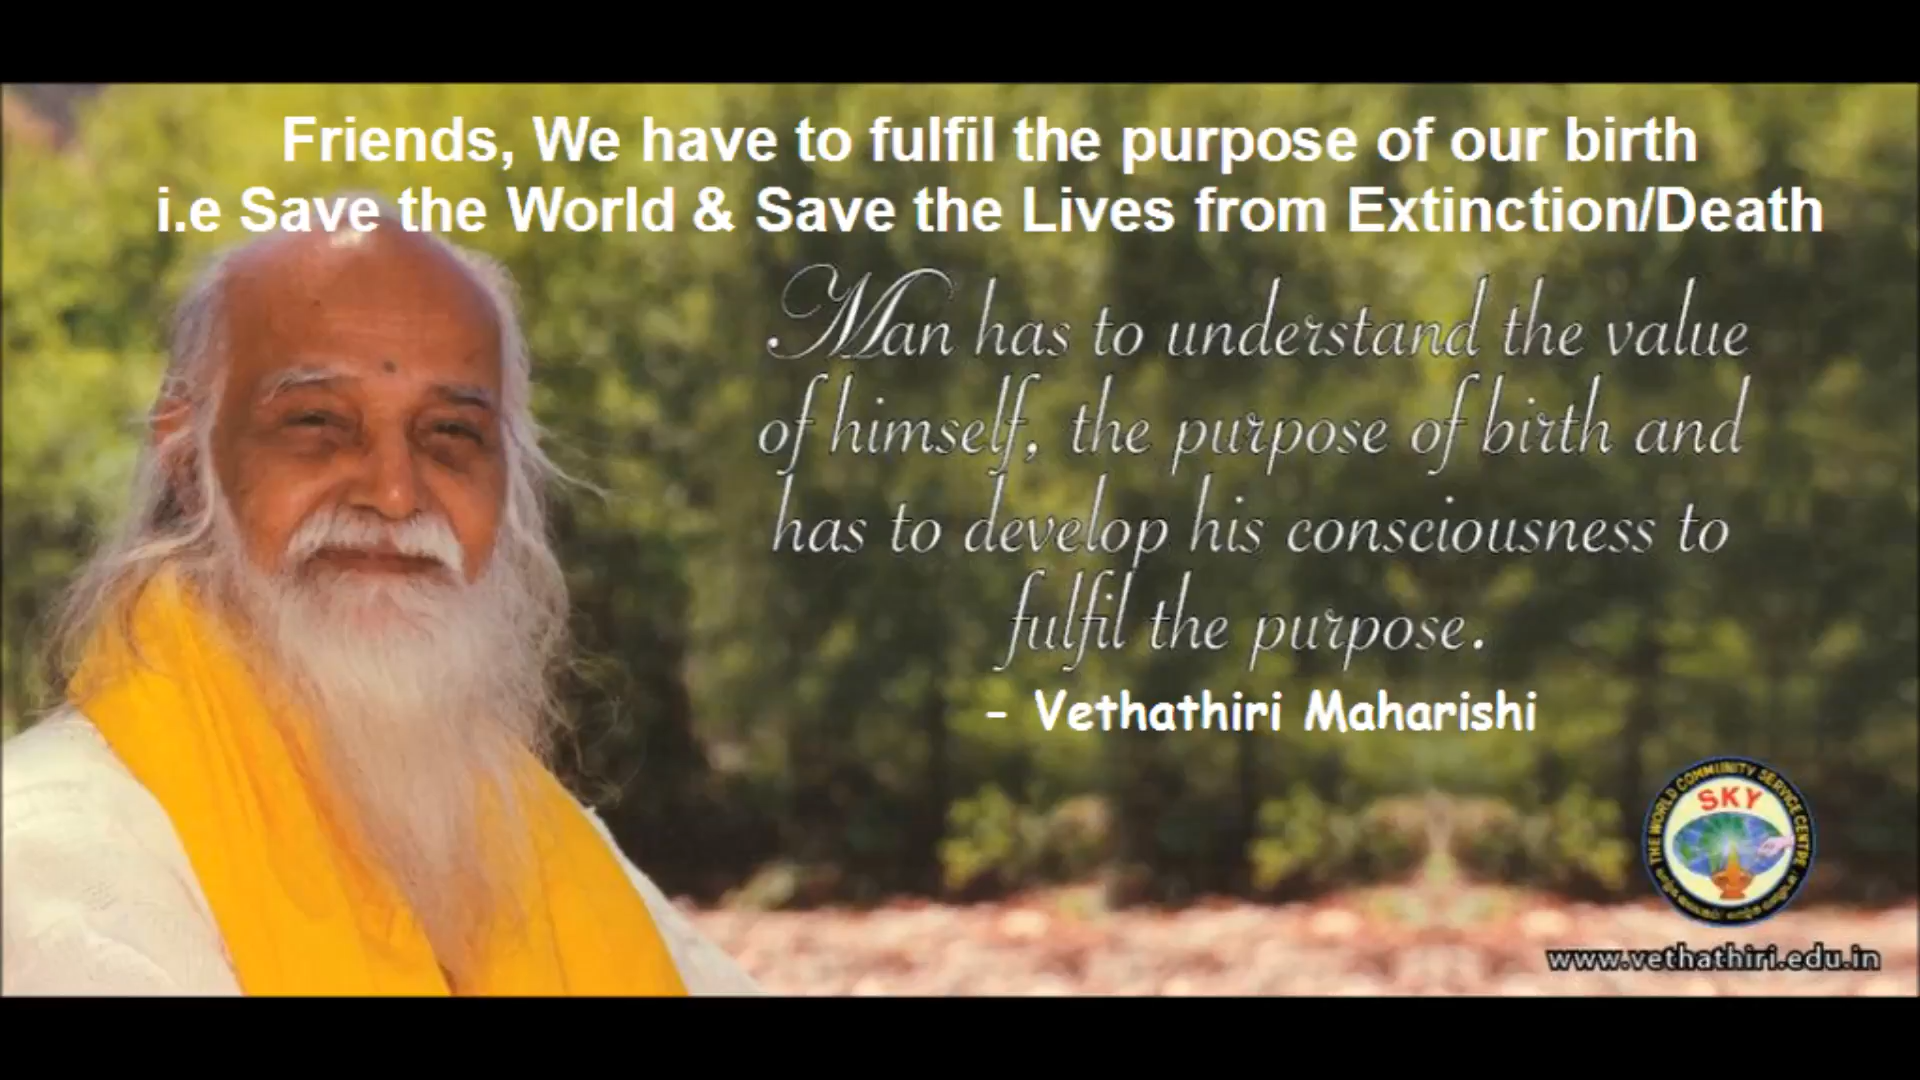 Friends, We have to fulfil the purpose of our birth
i.e Save the World & Save the Lives from Extinction/Death
Man has to understand the value
of himself, the purpose of birth and
has to develop his consciousness to
fulfil the purpose.
- Vethathiri Maharishi
THE WORLD COMMUNITY SERVICE CENTRE
SKY
www.vethathiri.edu.in